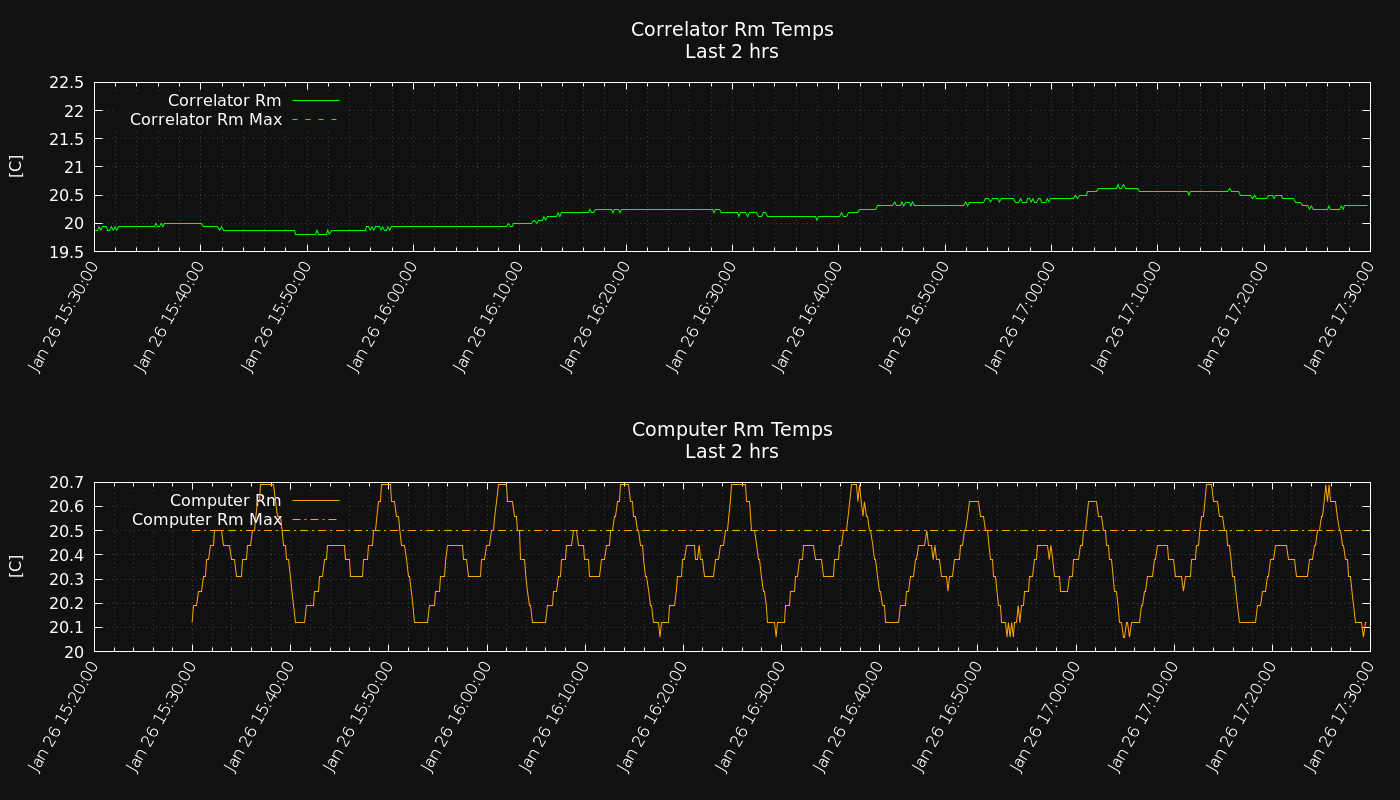 Correlator Rm Temps
Last 2 hrs
[C]
22.5
22
21.5
21
20.5
20
19.5
Correlator Rm
Correlator Rm Max
Jan 26 15:30:00
Jan 26 15:40:00
Jan 26 15:50:00
Jan 26 16:00:00
Jan 26 16:10:00
Jan 26 16:20:00
Jan 26 16:30:00
Jan 26 16:40:00
Jan 26 16:50:00
Jan 26 17:00:00
Jan 26 17:10:00
Jan 26 17:20:00
Jan 26 17:30:00
Computer Rm Temps
Last 2 hrs
[C]
20.7
20.6
20.5
20.4
20.3
20.2
20.1
20
Computer Rm
Computer Rm Max
Jan 26 15:20:00
Jan 26 15:30:00
Jan 26 15:40:00
Jan 26 15:50:00
Jan 26 16:00:00
Jan 26 16:10:00
Jan 26 16:20:00
Jan 26 16:30:00
Jan 26 16:40:00
Jan 26 16:50:00
Jan 26 17:00:00
Jan 26 17:10:00
Jan 26 17:20:00
Jan 26 17:30:00